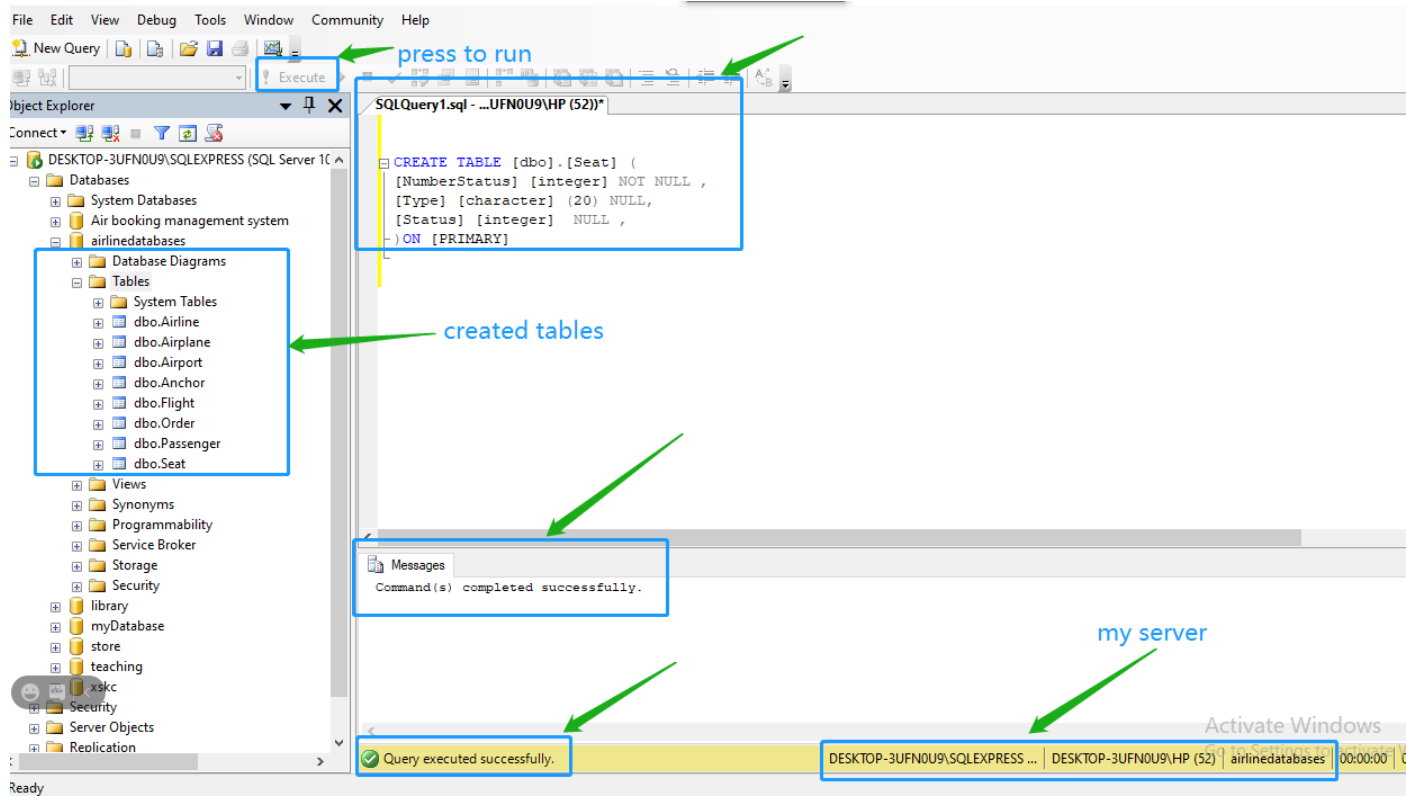 File Edit View Debug Tools Window Community Help
New Query
press to run
Execute
Object Explorer
SQLQuery1.sql - ...UFN0U9\HP (52))*
Connect
DESKTOP-3UFN0U9\SQLEXPRESS (SQL Server 10
Databases
System Databases
Air booking management system
airlinedatabases
Database Diagrams
Tables
System Tables
dbo.Airline
dbo.Airplane
dbo.Airport
dbo.Anchor
dbo.Flight
dbo.Order
dbo.Passenger
dbo.Seat
Views
Synonyms
Programmability
Service Broker
Storage
Security
library
myDatabase
store
teaching
xskc
Security
Server Objects
Replication
CREATE TABLE [dbo].[Seat] (
[NumberStatus] [integer] NOT NULL ,
[Type] [character] (20) NULL,
[Status] [integer] NULL ,
)ON [PRIMARY]
created tables
Messages
Command(s) completed successfully.
my server
Activate Windows
Go to Settings to activate
Query executed successfully.
DESKTOP-3UFN0U9\SQLEXPRESS ... DESKTOP-3UFN0U9\HP (52) airlinedatabases 00:00:00
Ready